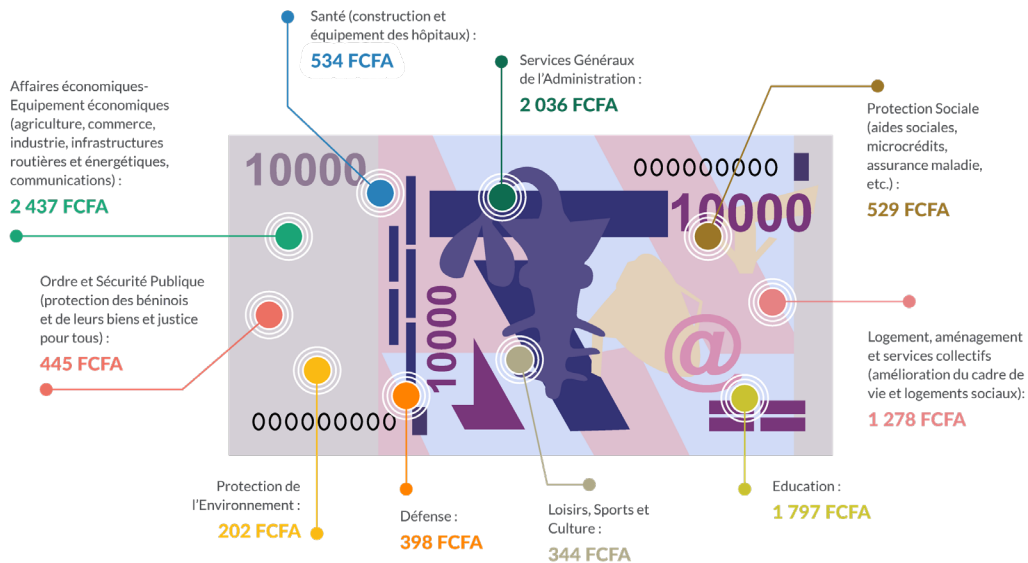 Santé (construction et
équipement des hôpitaux) :
534 FCFA
Services Généraux
de l'Administration :
2 036 FCFA
Affaires économiques-
Equipement économiques
(agriculture, commerce,
industrie, infrastructures
routières et énergétiques,
communications) :
2 437 FCFA
Protection Sociale
(aides sociales,
microcrédits,
assurance maladie,
etc.) :
529 FCFA
10000
000000000
10000
Ordre et Sécurité Publique
(protection des béninois
et de leurs biens et justice
pour tous) :
445 FCFA
10000
@
Logement, aménagement
et services collectifs
(amélioration du cadre de
vie et logements sociaux):
1 278 FCFA
000000000
Protection de
l'Environnement :
202 FCFA
Défense :
398 FCFA
Loisirs, Sports et
Culture :
344 FCFA
Education :
1 797 FCFA